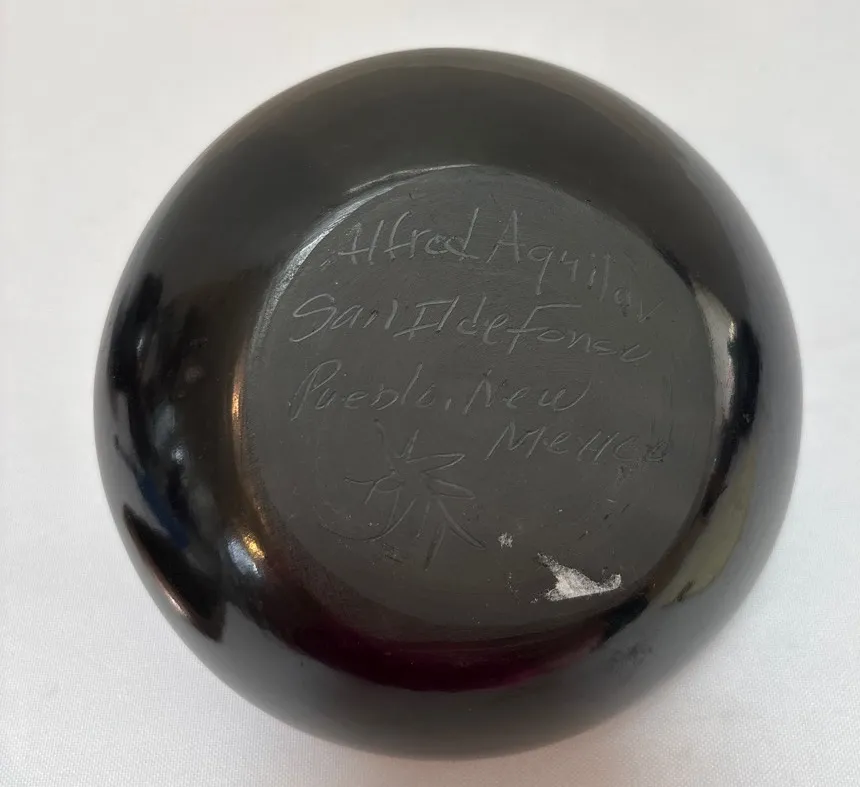 Alfred Aguilar
San Ildefonso
Pueblo, New
Mexico